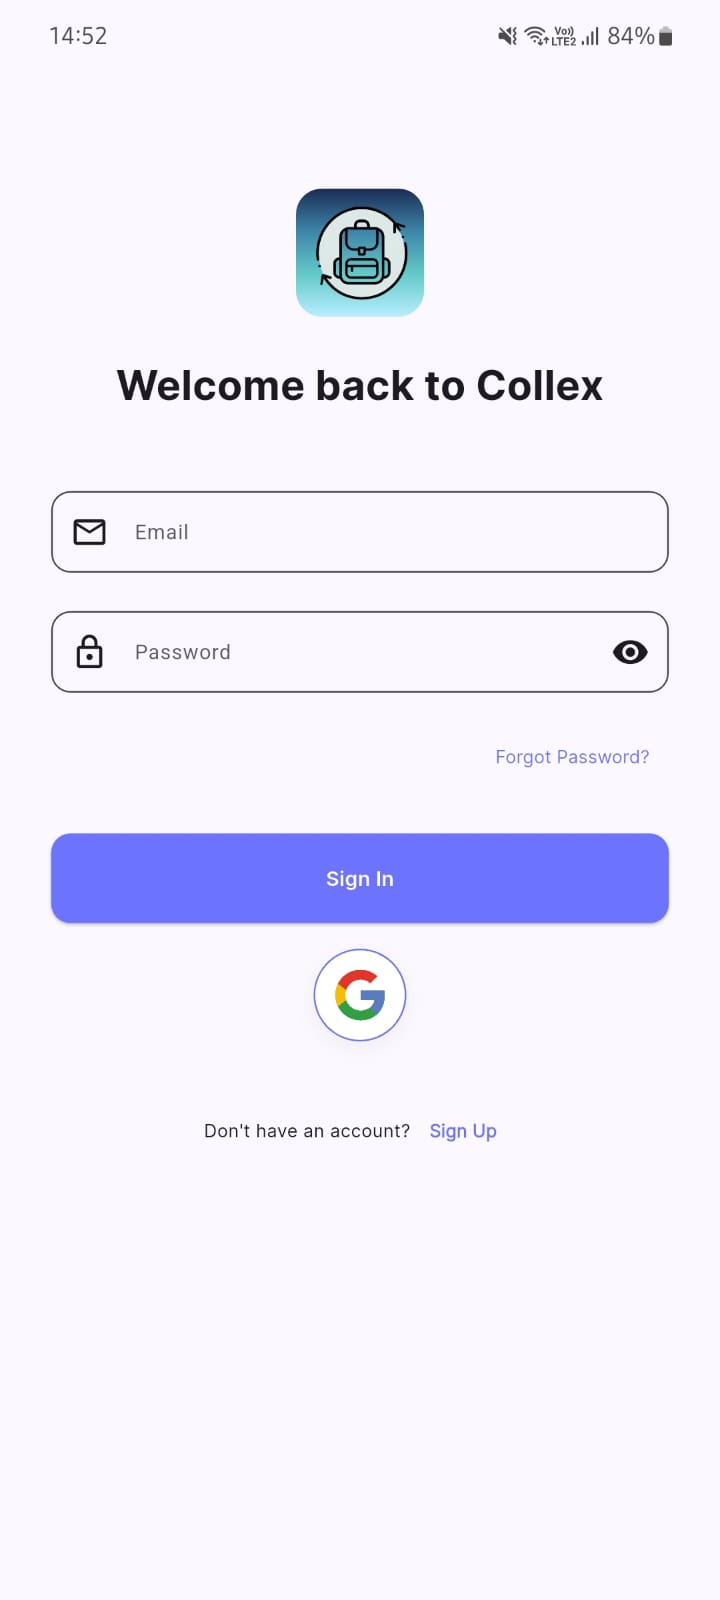 14:52 Vo)) LTE2 84%
Welcome back to Collex
Email
Password
Forgot Password?
Sign In
Don't have an account? Sign Up